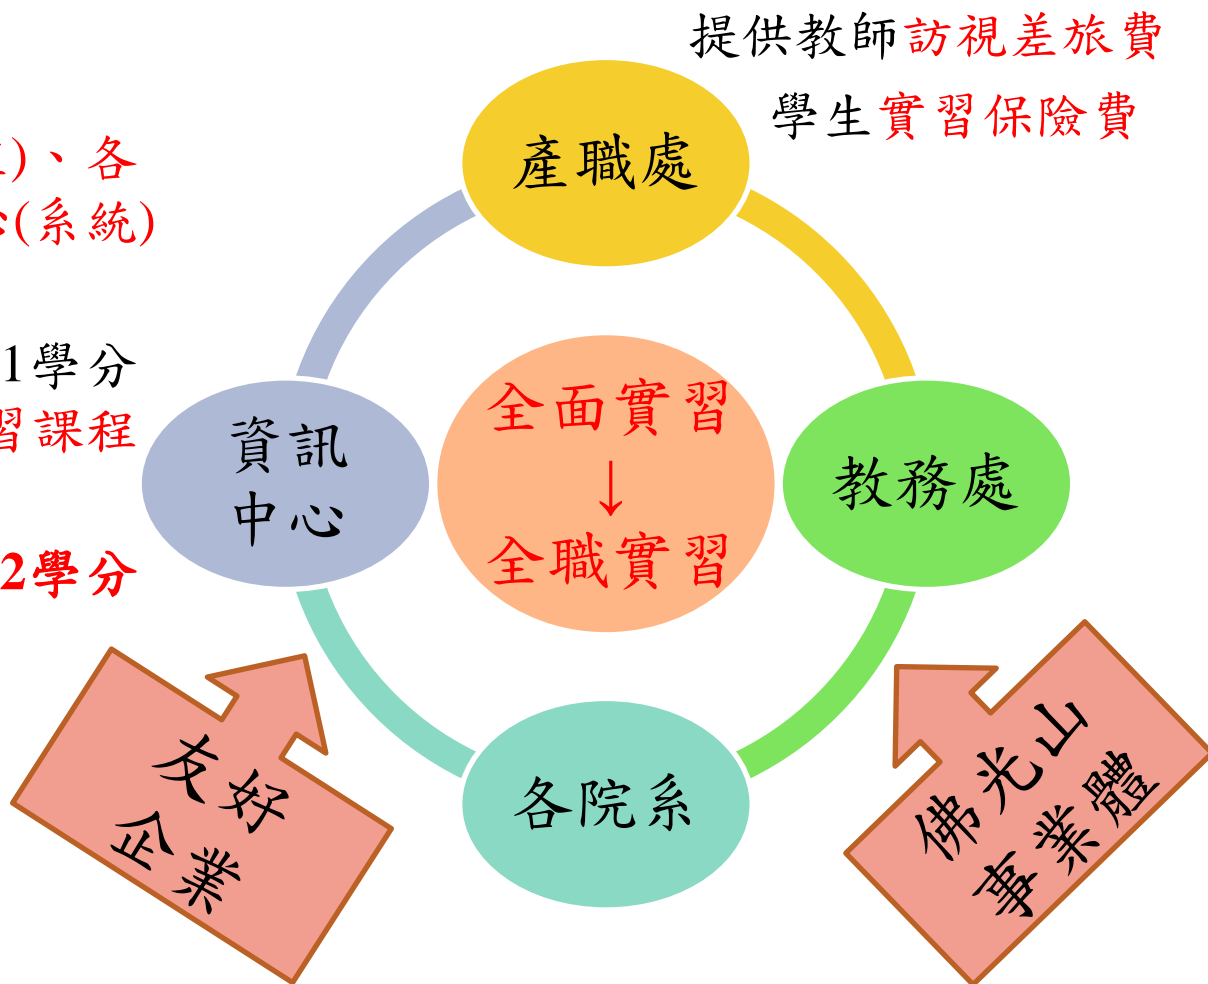 提供教師訪視差旅費
學生實習保險費
)、各
(系統)
1學分
習課程
2學分
產職處
資訊
中心
全面實習
↓
全職實習
教務處
各院系
友好
企業
佛光山
事業體